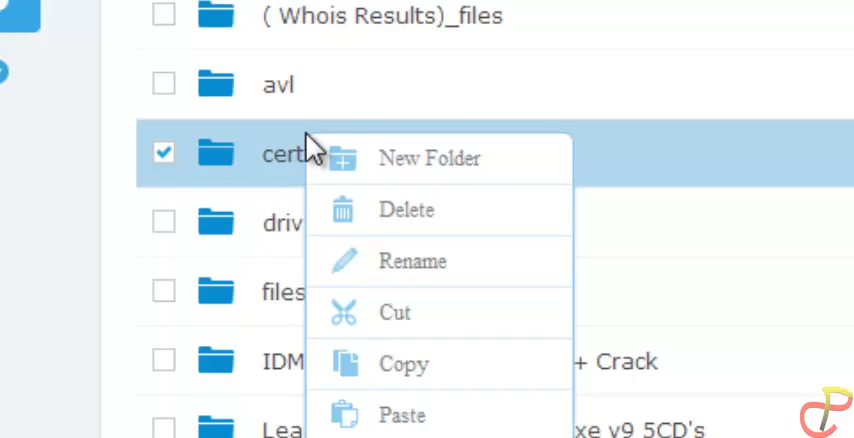 ( Whois Results)_files
avl
cert
New Folder
Delete
driv
Rename
files
Cut
IDM
+ Crack
Copy
Paste
Lea
xe v9 5CD's